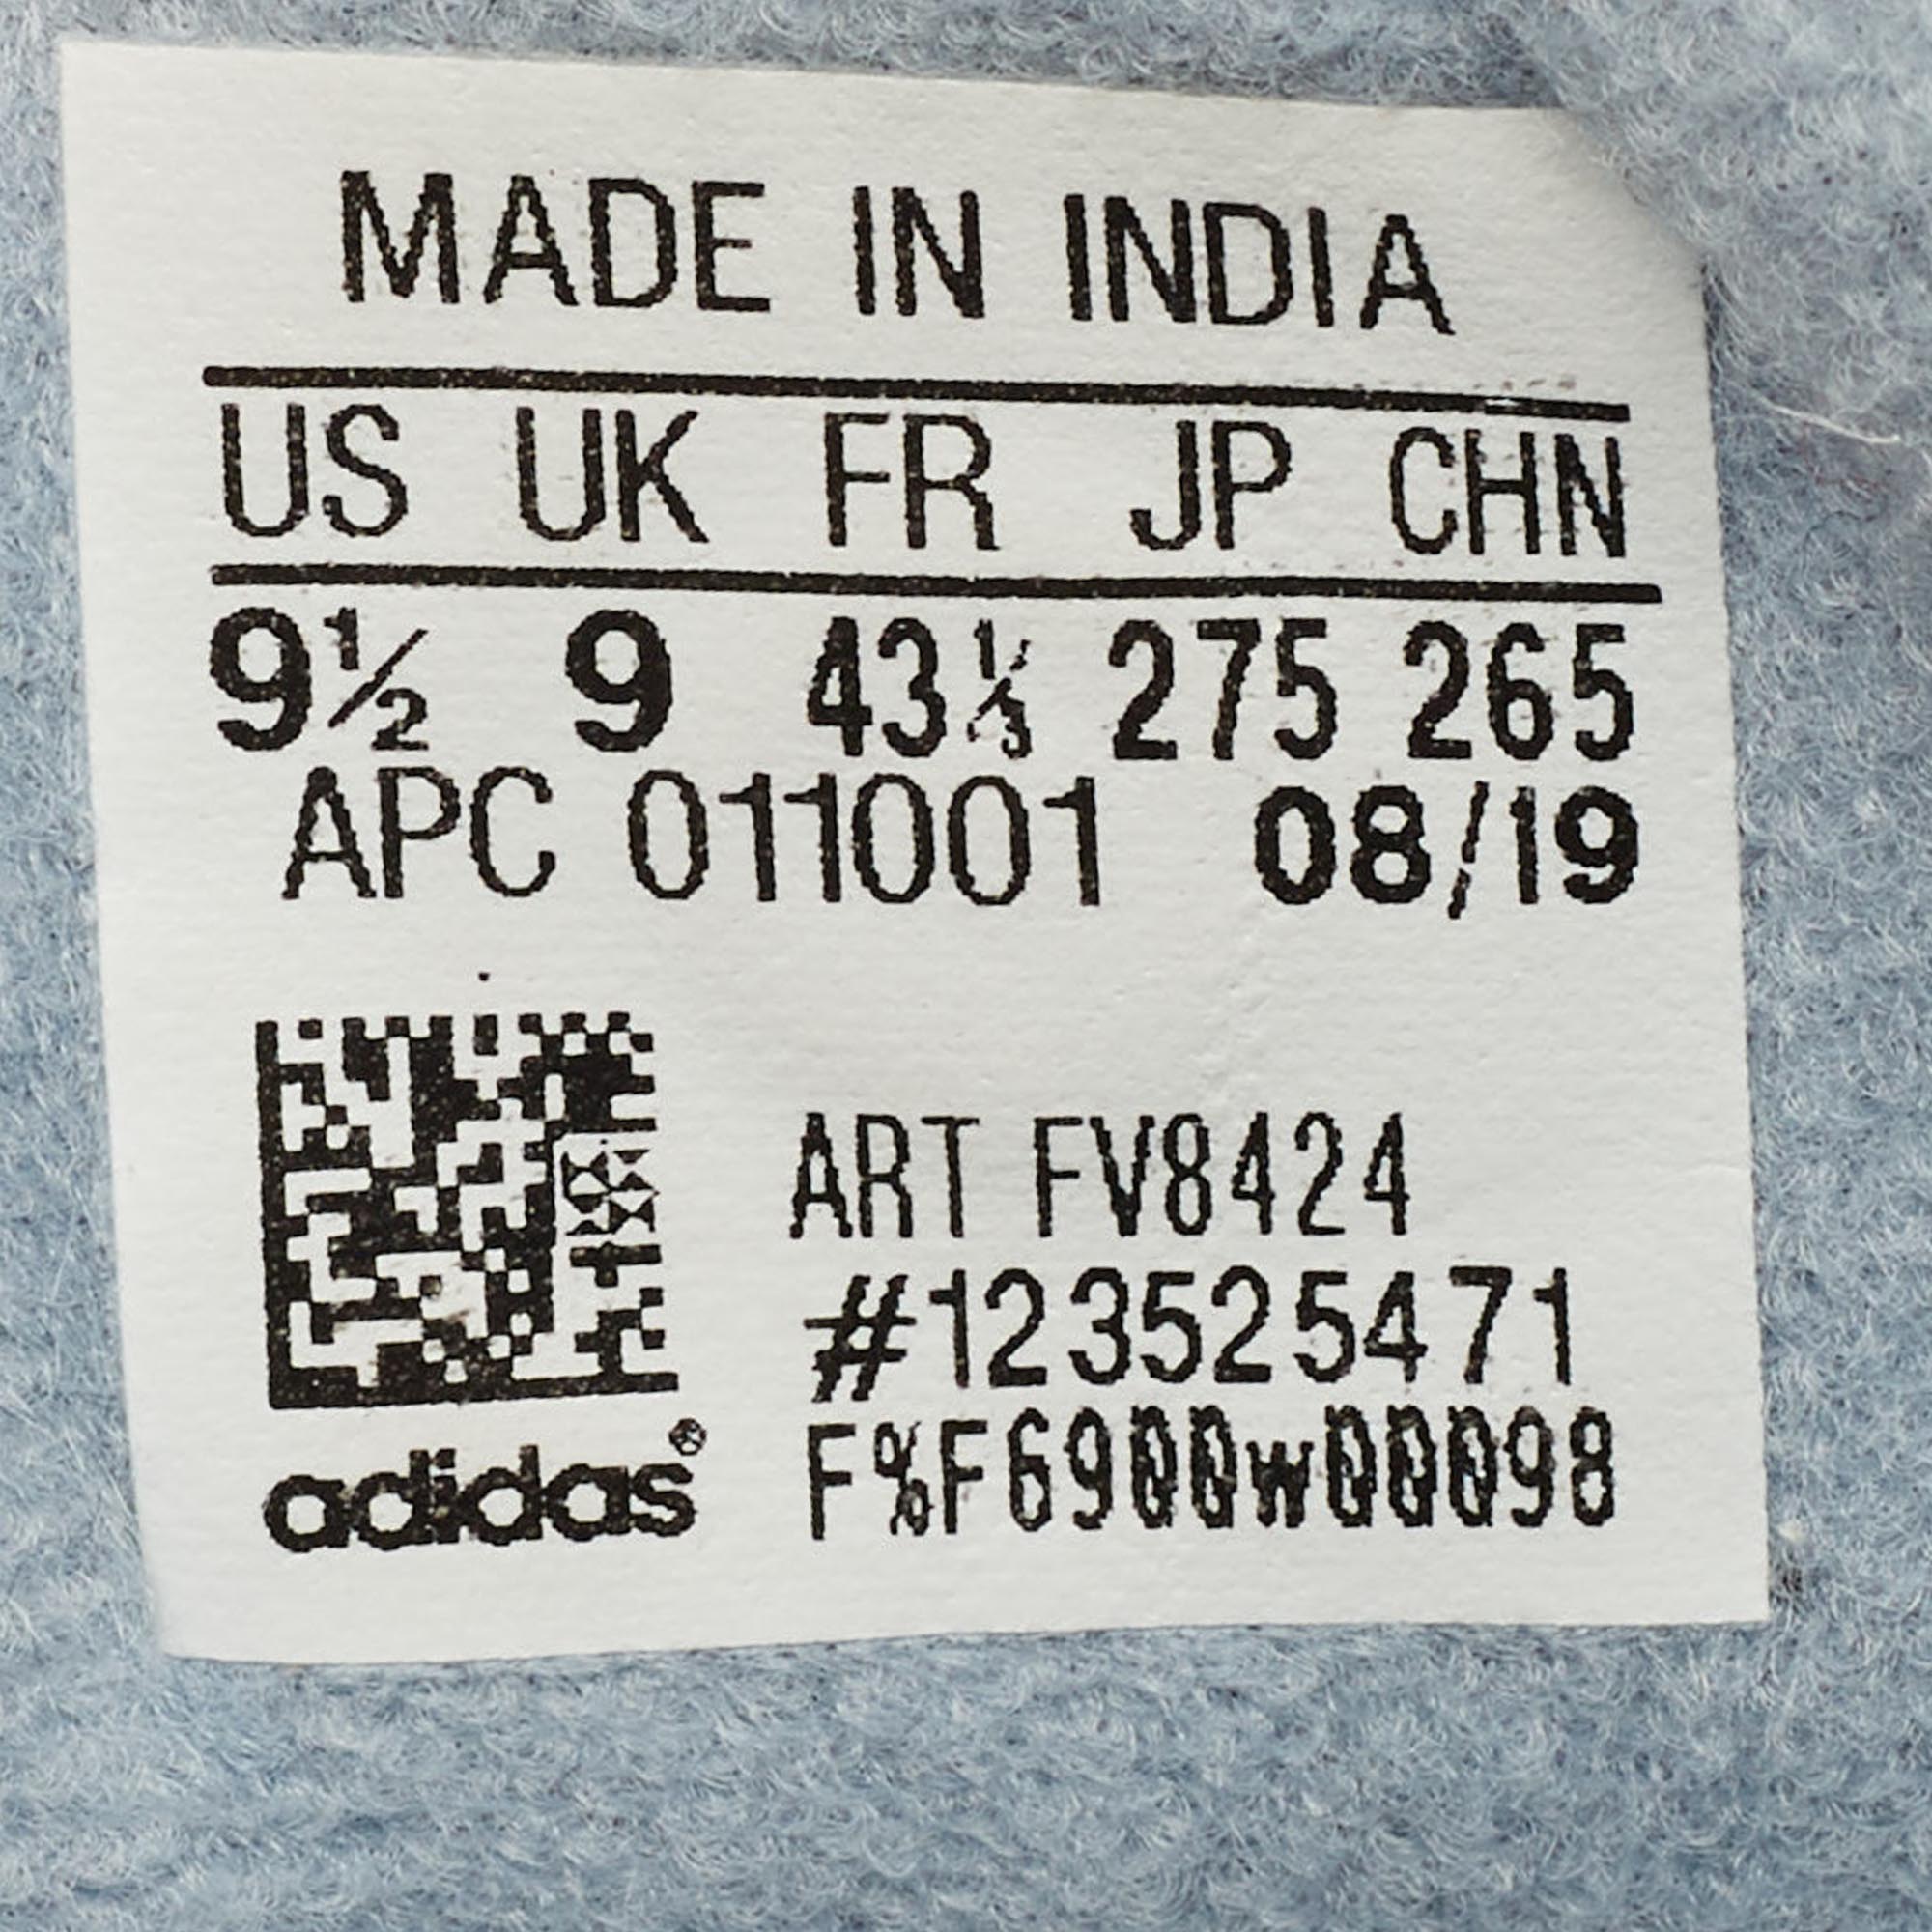 MADE IN INDIA
US UK FR JP CHN
9½ 9 43⅓ 275 265
APC 011001 08/19
ART FV8424
#123525471
F%F6900w00098
adidas®